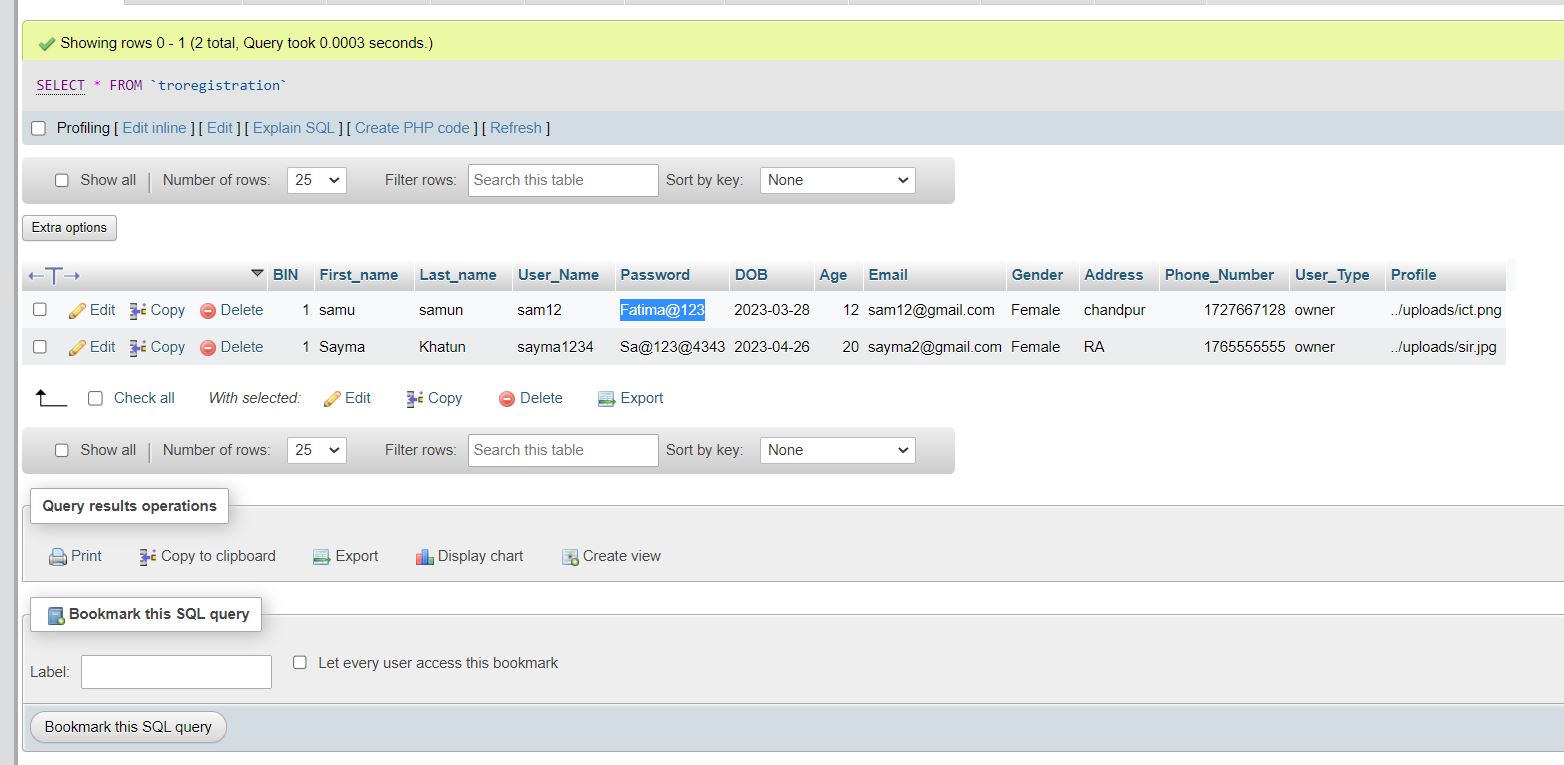 Showing rows 0 - 1 (2 total, Query took 0.0003 seconds.)
SELECT * FROM `troregistration`
Profiling [ Edit inline ] [ Edit ] [ Explain SQL ] [ Create PHP code ] [ Refresh ]
Show all | Number of rows: 25 Filter rows: Search this table Sort by key: None
Extra options
←T→ BIN First_name Last_name User_Name Password DOB Age Email Gender Address Phone_Number User_Type Profile
Edit Copy Delete 1 samu samun sam12 Fatima@123 2023-03-28 12 sam12@gmail.com Female chandpur 1727667128 owner ../uploads/ict.png
Edit Copy Delete 1 Sayma Khatun sayma1234 Sa@123@4343 2023-04-26 20 sayma2@gmail.com Female RA 1765555555 owner ../uploads/sir.jpg
Check all With selected: Edit Copy Delete Export
Show all | Number of rows: 25 Filter rows: Search this table Sort by key: None
Query results operations
Print Copy to clipboard Export Display chart Create view
Bookmark this SQL query
Label: Let every user access this bookmark
Bookmark this SQL query